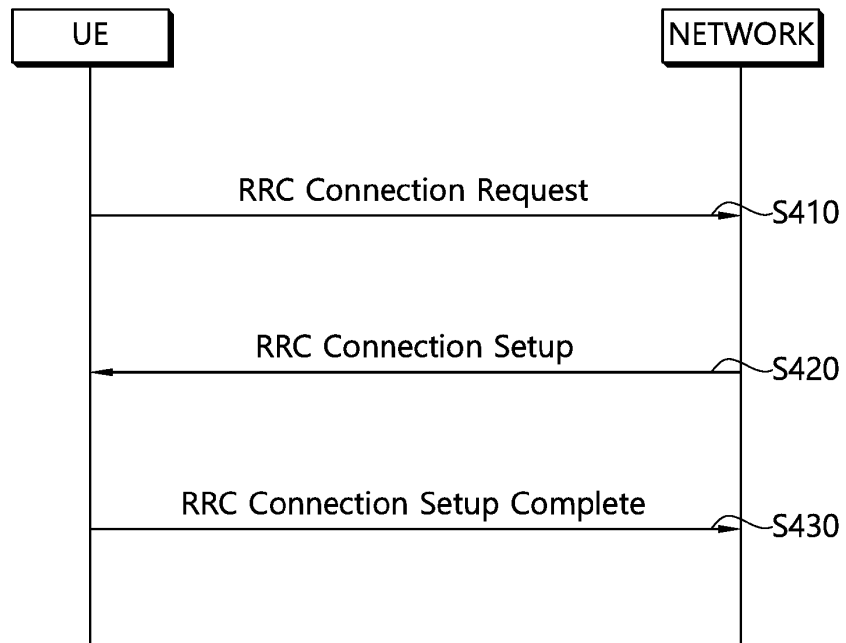 UE
NETWORK
RRC Connection Request
S410
RRC Connection Setup
S420
RRC Connection Setup Complete
S430